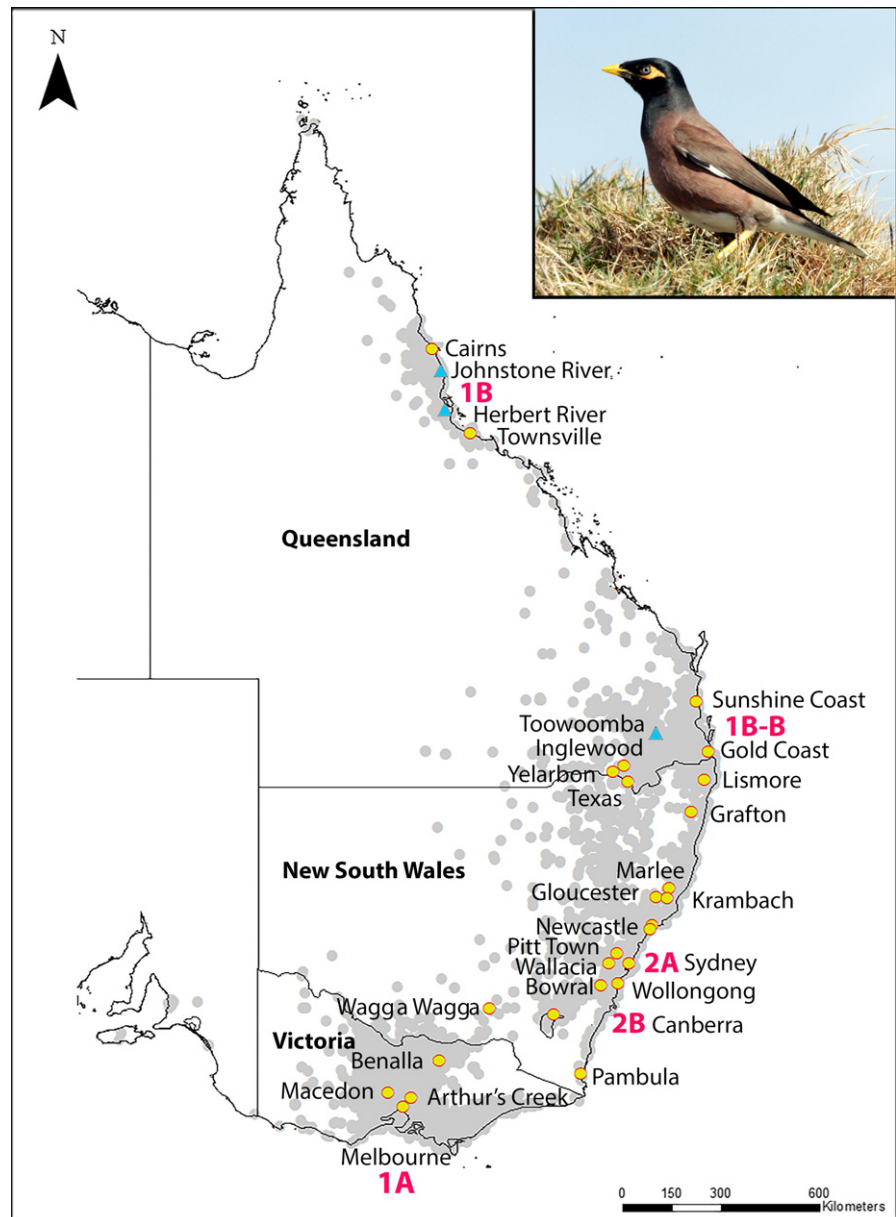 N
Cairns
Johnstone River
1B
Herbert River
Townsville
Queensland
Sunshine Coast
1B-B
Toowoomba
Inglewood
Gold Coast
Yelarbon
Lismore
Texas
Grafton
New South Wales
Marlee
Gloucester
Krambach
Newcastle
Pitt Town
2A Sydney
Wallacia
Bowral
Wollongong
Wagga Wagga
2B Canberra
Victoria
Benalla
Pambula
Macedon
Arthur's Creek
Melbourne
1A
0 150 300 600
Kilometers